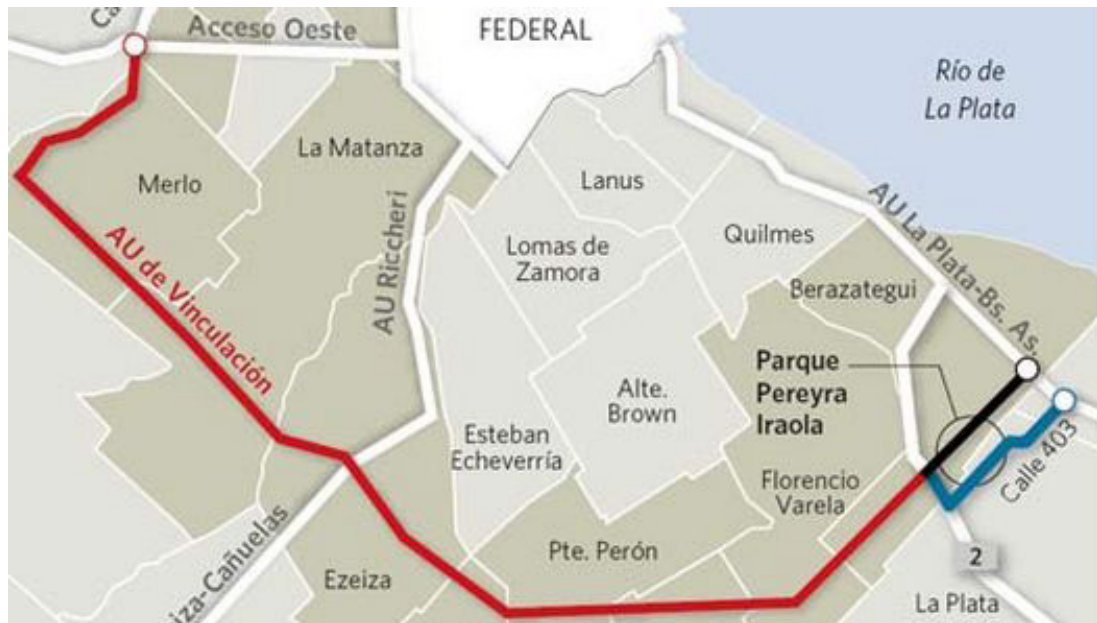 Ca
Acceso Oeste
FEDERAL
Río de
La Plata
La Matanza
Merlo
Lanus
AU La Plata-Bs. As.
Quilmes
AU Riccheri
Lomas de
Zamora
Berazategui
AU de Vinculación
Parque
Pereyra
Iraola
Alte.
Brown
Esteban
Echeverría
Calle 403
Florencio
Varela
Pte. Perón
2
Ezeiza
iza-Cañuelas
La Plata